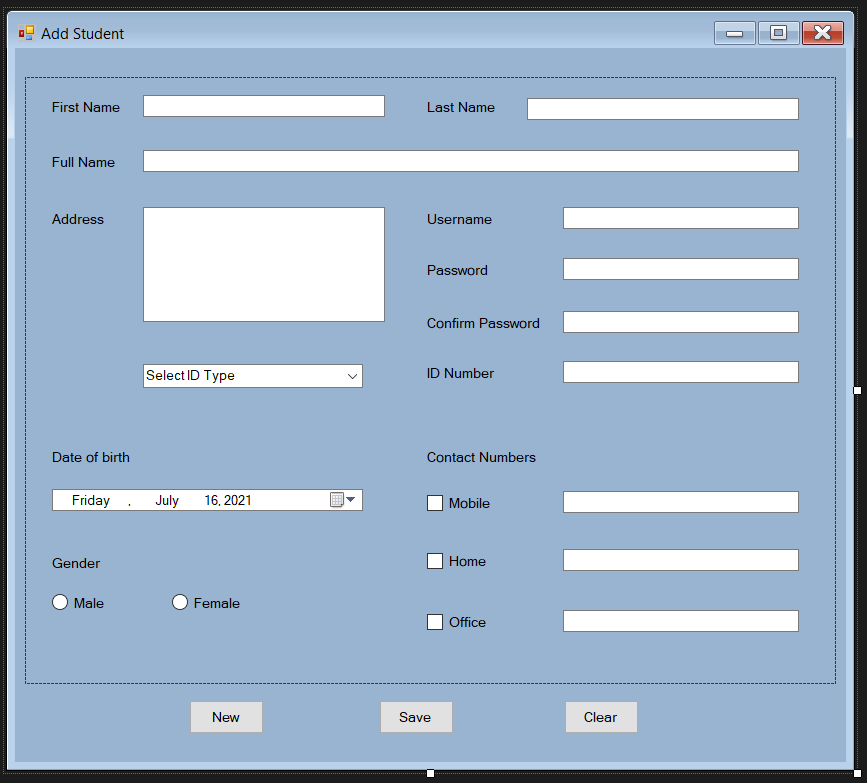 Add Student
First Name
Last Name
Full Name
Address
Username
Password
Confirm Password
Select ID Type
ID Number
Date of birth
Contact Numbers
Friday , July 16, 2021
Mobile
Home
Gender
Male
Female
Office
New
Save
Clear